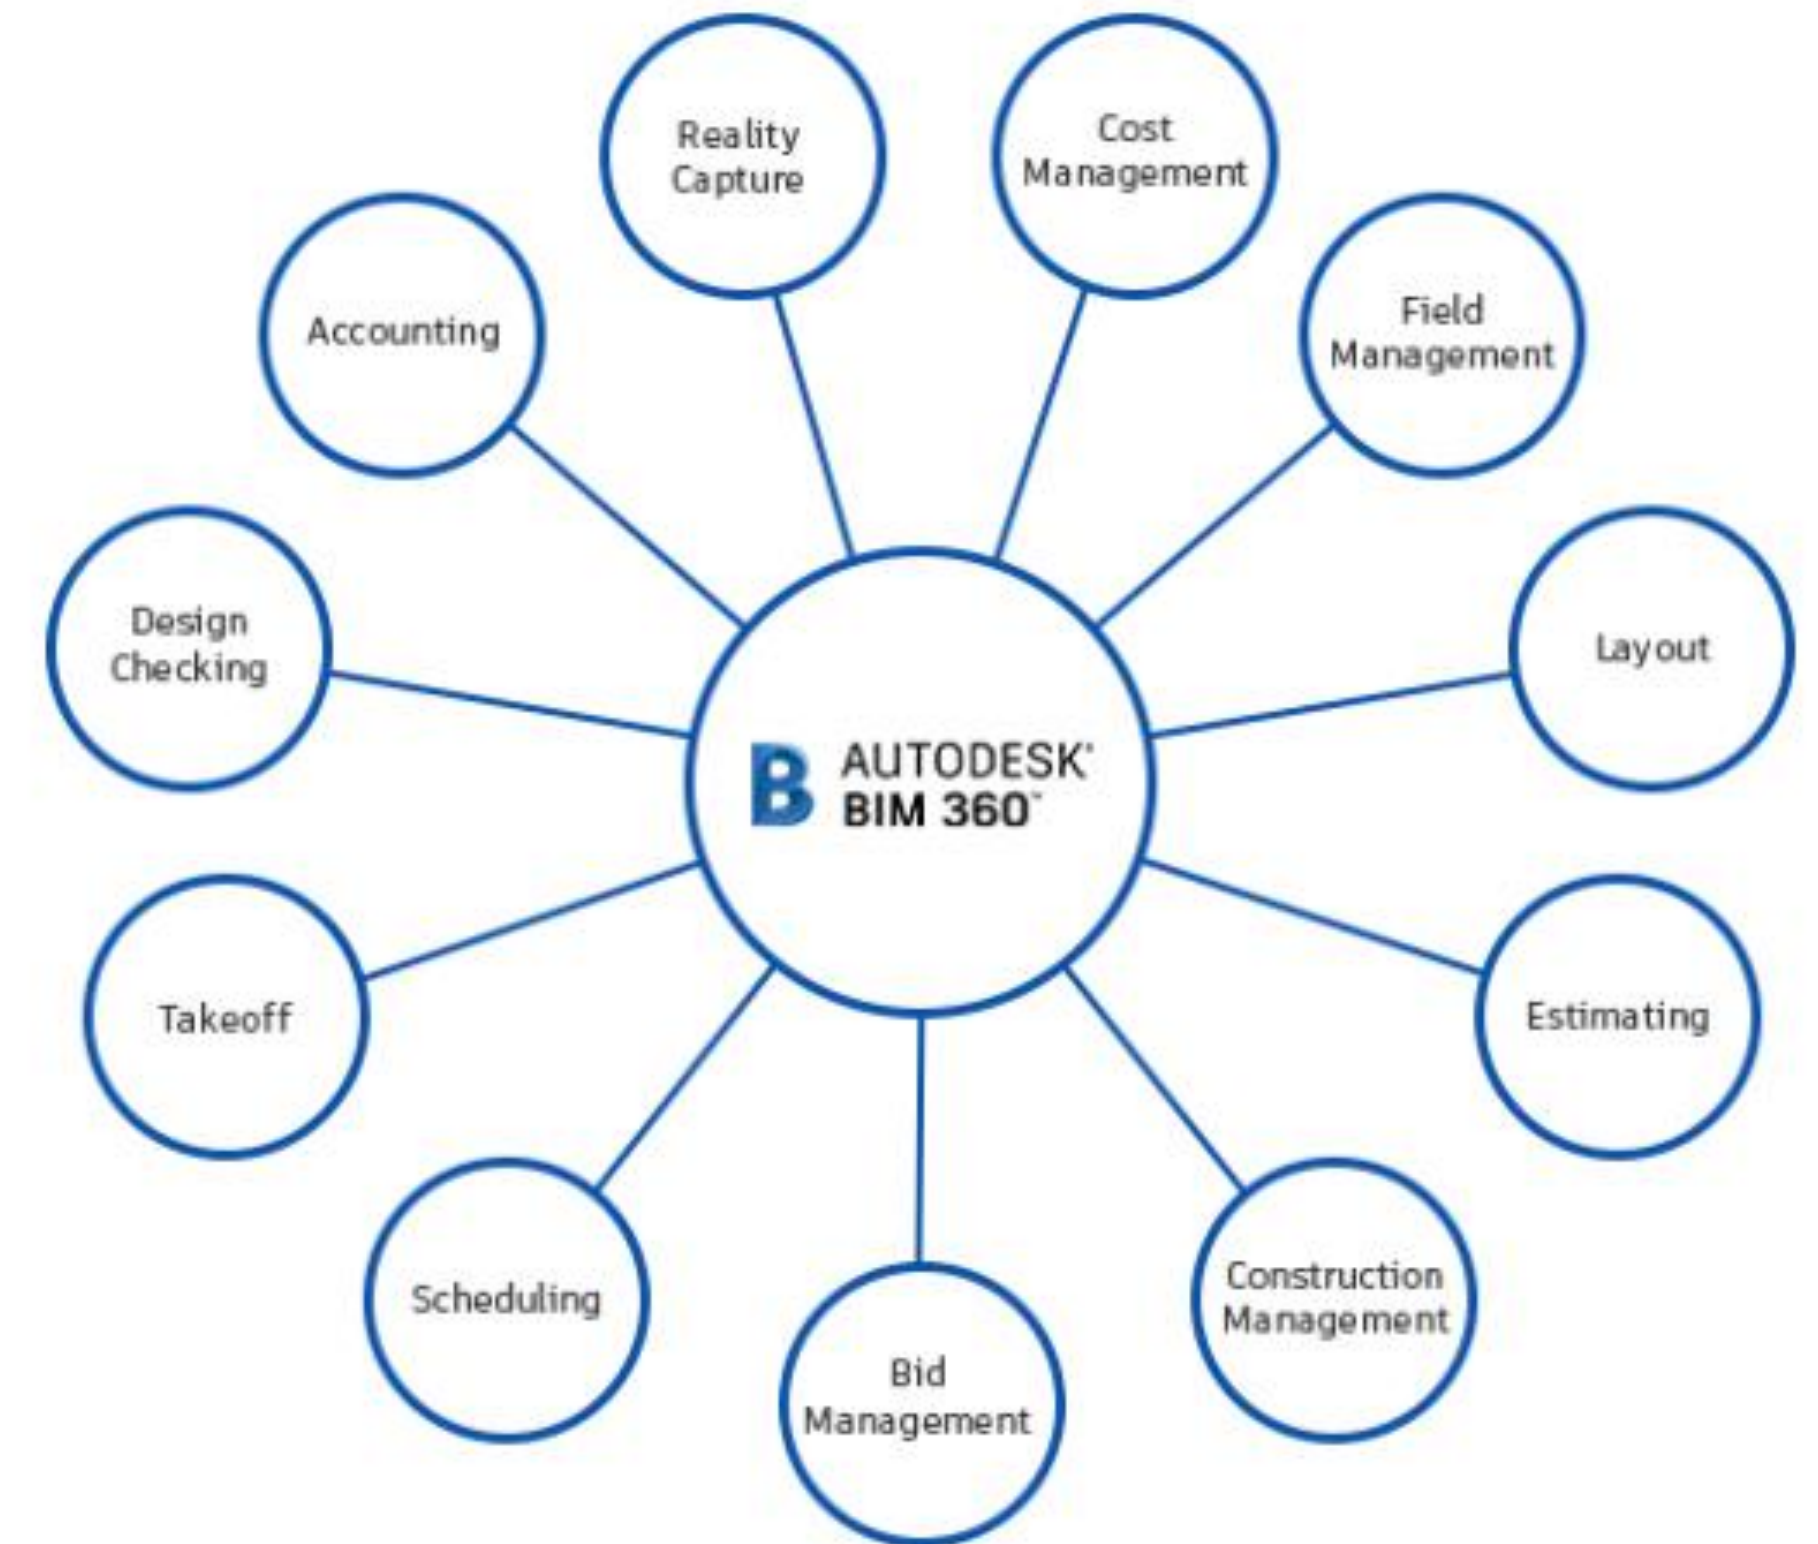 Reality
Capture
Cost
Management
Accounting
Field
Management
Design
Checking
Layout
B AUTODESK®
BIM 360™
Takeoff
Estimating
Scheduling
Construction
Management
Bid
Management